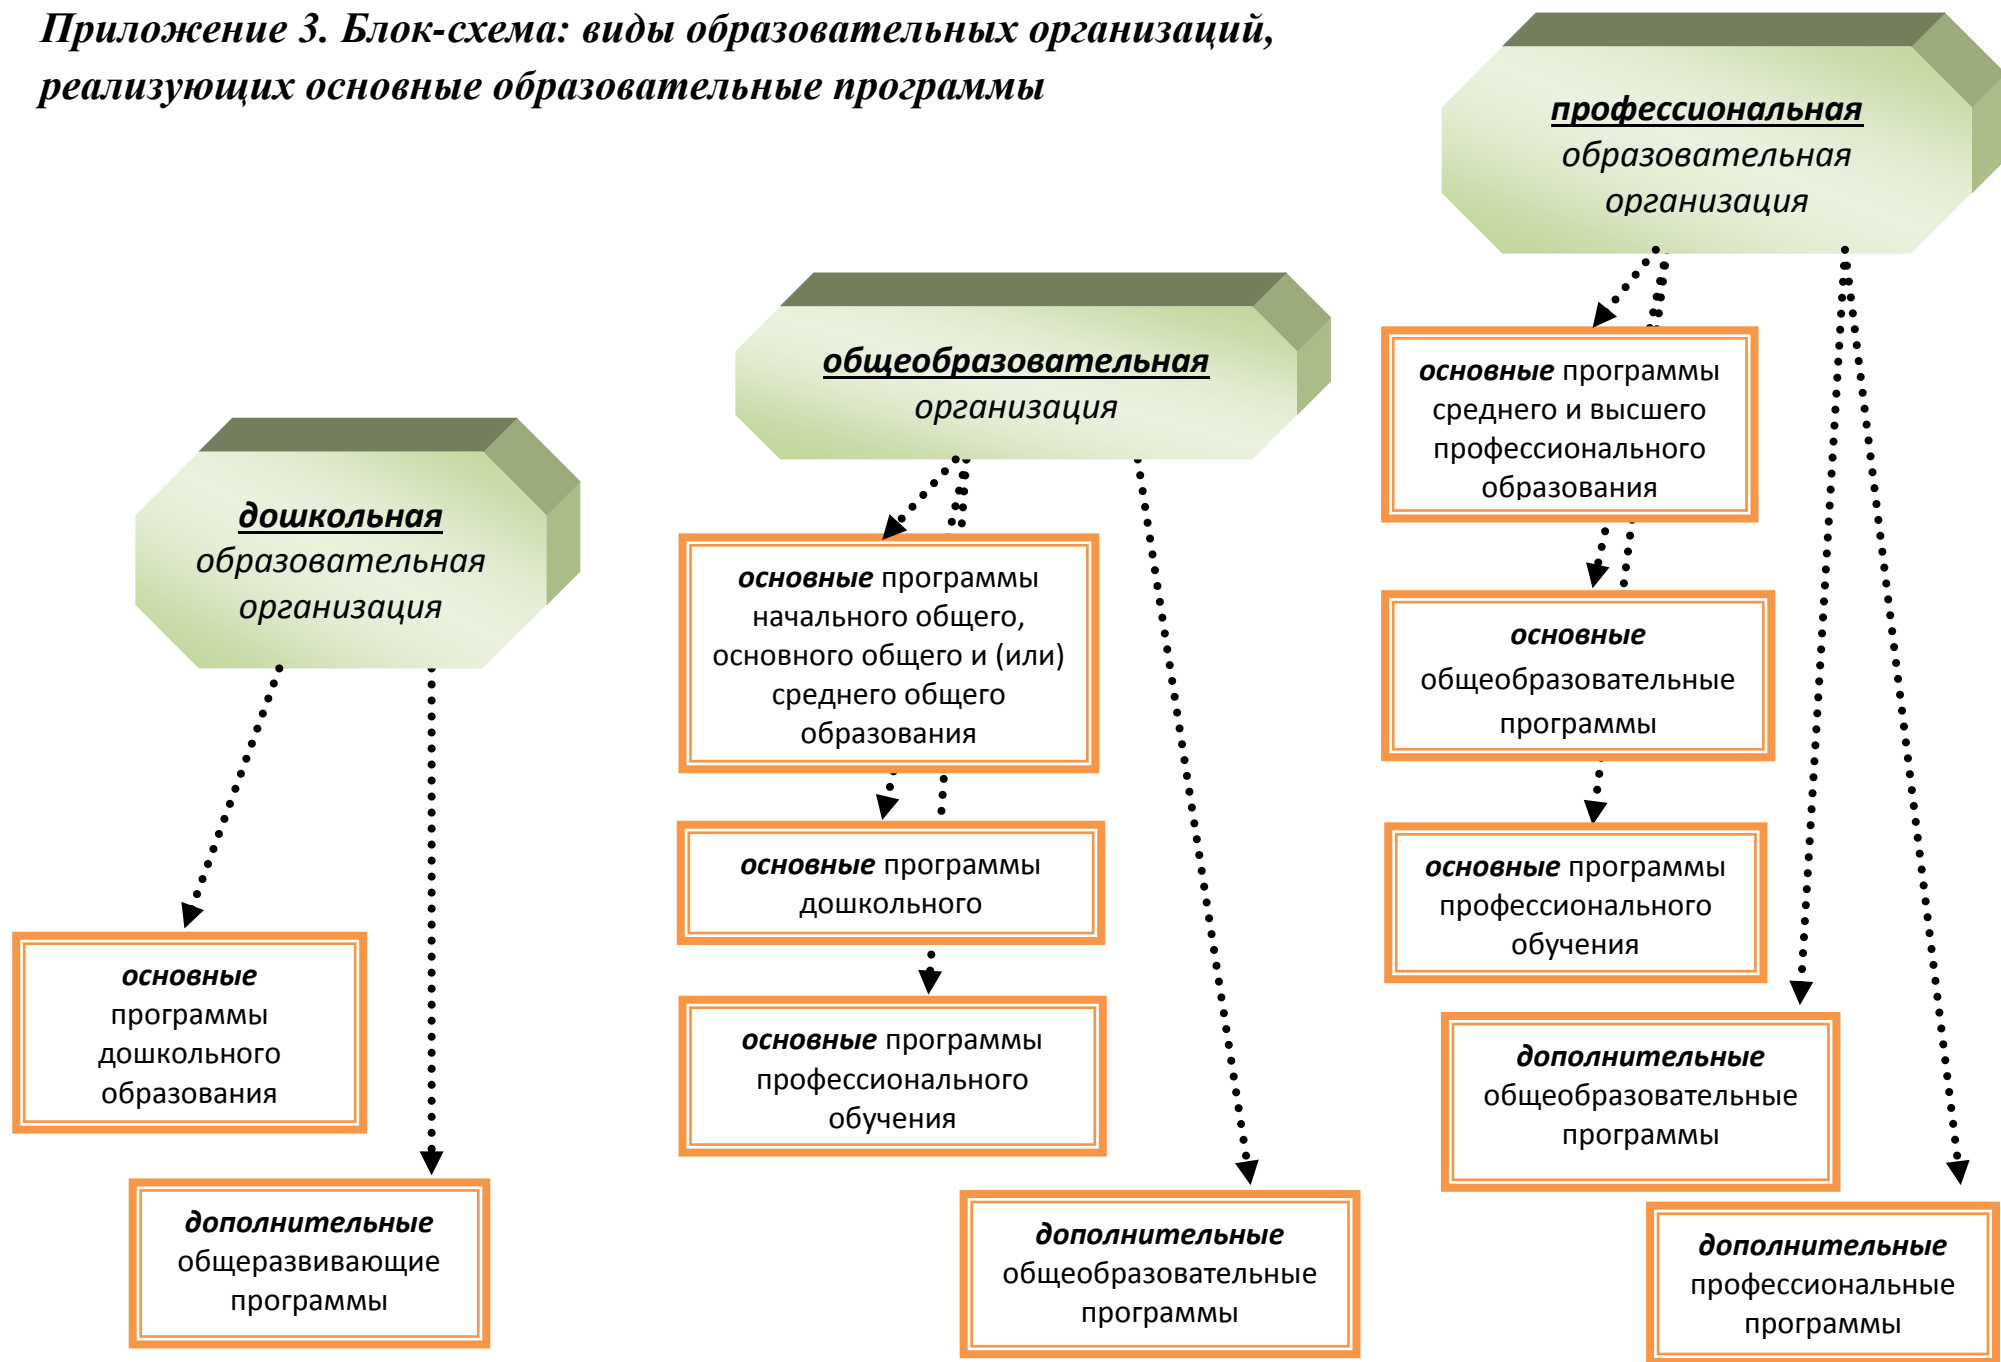 Приложение 3. Блок-схема: виды образовательных организаций,
реализующих основные образовательные программы
дошкольная
образовательная
организация
основные
программы
дошкольного
образования
дополнительные
общеразвивающие
программы
общеобразовательная
организация
основные программы
начального общего,
основного общего и (или)
среднего общего
образования
основные программы
дошкольного
основные программы
профессионального
обучения
дополнительные
общеобразовательные
программы
профессиональная
образовательная
организация
основные программы
среднего и высшего
профессионального
образования
основные
общеобразовательные
программы
основные программы
профессионального
обучения
дополнительные
общеобразовательные
программы
дополнительные
профессиональные
программы